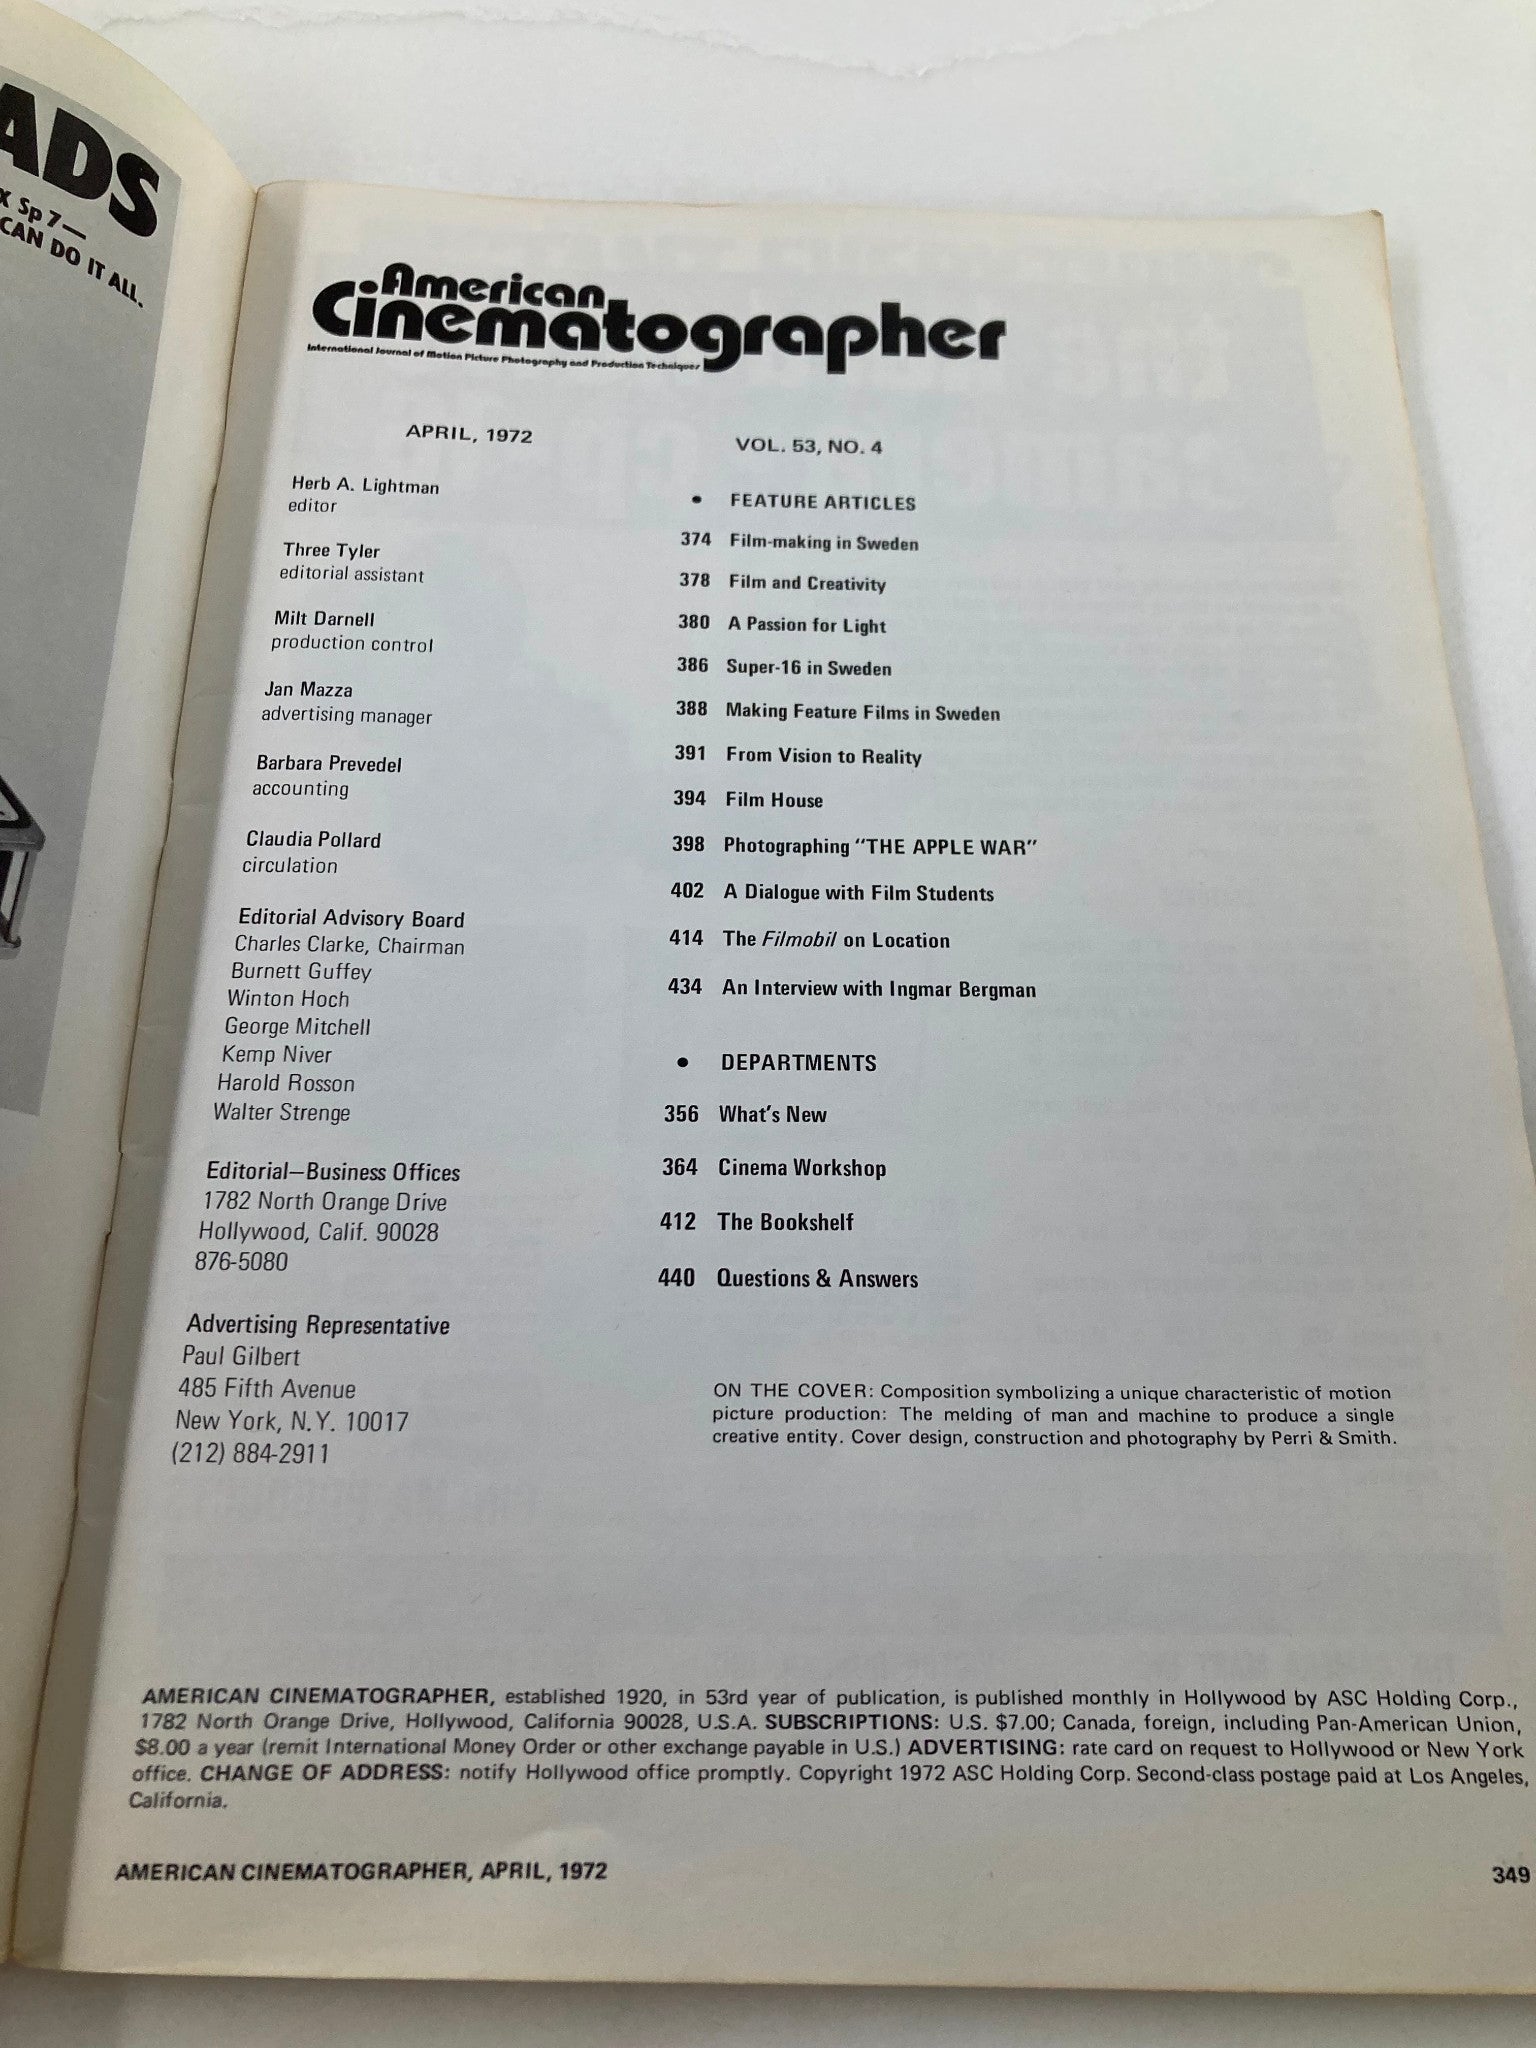 ADS
x Sp 7—
CAN DO IT ALL.
American
Cinematographer
International Journal of Motion Picture Photography and Production Techniques
APRIL, 1972
Herb A. Lightman
editor
Three Tyler
editorial assistant
Milt Darnell
production control
Jan Mazza
advertising manager
Barbara Prevedel
accounting
Claudia Pollard
circulation
Editorial Advisory Board
Charles Clarke, Chairman
Burnett Guffey
Winton Hoch
George Mitchell
Kemp Niver
Harold Rosson
Walter Strenge
Editorial—Business Offices
1782 North Orange Drive
Hollywood, Calif. 90028
876-5080
Advertising Representative
Paul Gilbert
485 Fifth Avenue
New York, N.Y. 10017
(212) 884-2911
VOL. 53, NO. 4
• FEATURE ARTICLES
374 Film-making in Sweden
378 Film and Creativity
380 A Passion for Light
386 Super-16 in Sweden
388 Making Feature Films in Sweden
391 From Vision to Reality
394 Film House
398 Photographing "THE APPLE WAR"
402 A Dialogue with Film Students
414 The Filmobil on Location
434 An Interview with Ingmar Bergman
• DEPARTMENTS
356 What's New
364 Cinema Workshop
412 The Bookshelf
440 Questions & Answers
ON THE COVER: Composition symbolizing a unique characteristic of motion
picture production: The melding of man and machine to produce a single
creative entity. Cover design, construction and photography by Perri & Smith.
AMERICAN CINEMATOGRAPHER, established 1920, in 53rd year of publication, is published monthly in Hollywood by ASC Holding Corp.,
1782 North Orange Drive, Hollywood, California 90028, U.S.A. SUBSCRIPTIONS: U.S. $7.00; Canada, foreign, including Pan-American Union,
$8.00 a year (remit International Money Order or other exchange payable in U.S.) ADVERTISING: rate card on request to Hollywood or New York
office. CHANGE OF ADDRESS: notify Hollywood office promptly. Copyright 1972 ASC Holding Corp. Second-class postage paid at Los Angeles,
California.
AMERICAN CINEMATOGRAPHER, APRIL, 1972
349